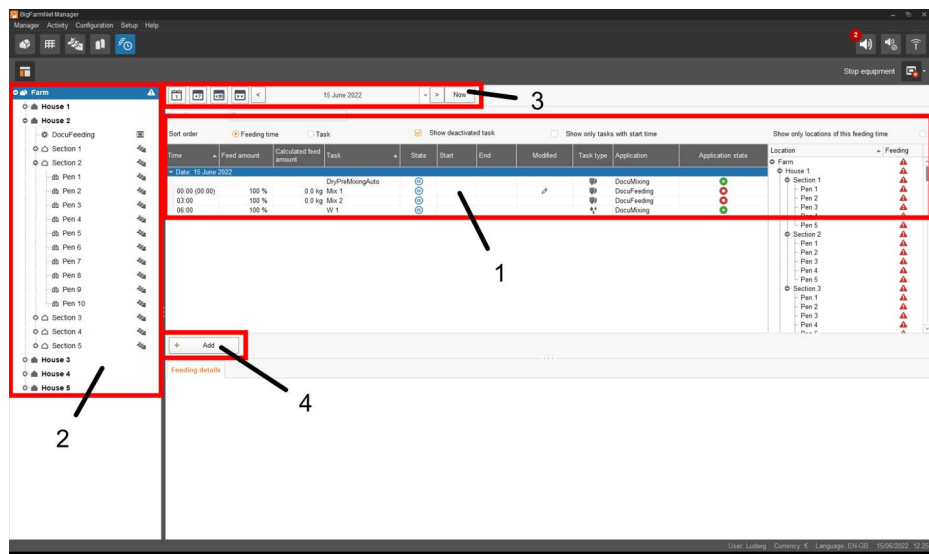 BigFarmNet Manager
Manager Activity Configuration Setup Help
2
Stop equipment
Farm
House 1
House 2
DocuFeeding
Section 1
Section 2
Pen 1
Pen 2
Pen 3
Pen 4
Pen 5
Pen 6
Pen 7
Pen 8
Pen 9
Pen 10
Section 3
Section 4
Section 5
House 3
House 4
House 5
2
< 15 June 2022 > Now
3
Sort order Feeding time Task Show deactivated task Show only tasks with start time Show only locations of this feeding time
Time Feed amount Calculated feed amount Task State Start End Modified Task type Application Application state
Date: 15 June 2022
DryPreMixingAuto DocuMixing
00:00 (00:00) 100 % 0.0 kg Mix 1 DocuFeeding
03:00 100 % 0.0 kg Mix 2 DocuFeeding
06:00 100 % W 1 DocuMixing
1
Location Feeding
Farm
House 1
Section 1
Pen 1
Pen 2
Pen 3
Pen 5
Section 2
Pen 1
Pen 2
Pen 3
Pen 4
Pen 5
Section 3
Pen 1
Pen 2
Pen 3
Pen 4
+ Add
4
Feeding details
User: Ludwig Currency: € Language: EN-GB 15/06/2022 12:25